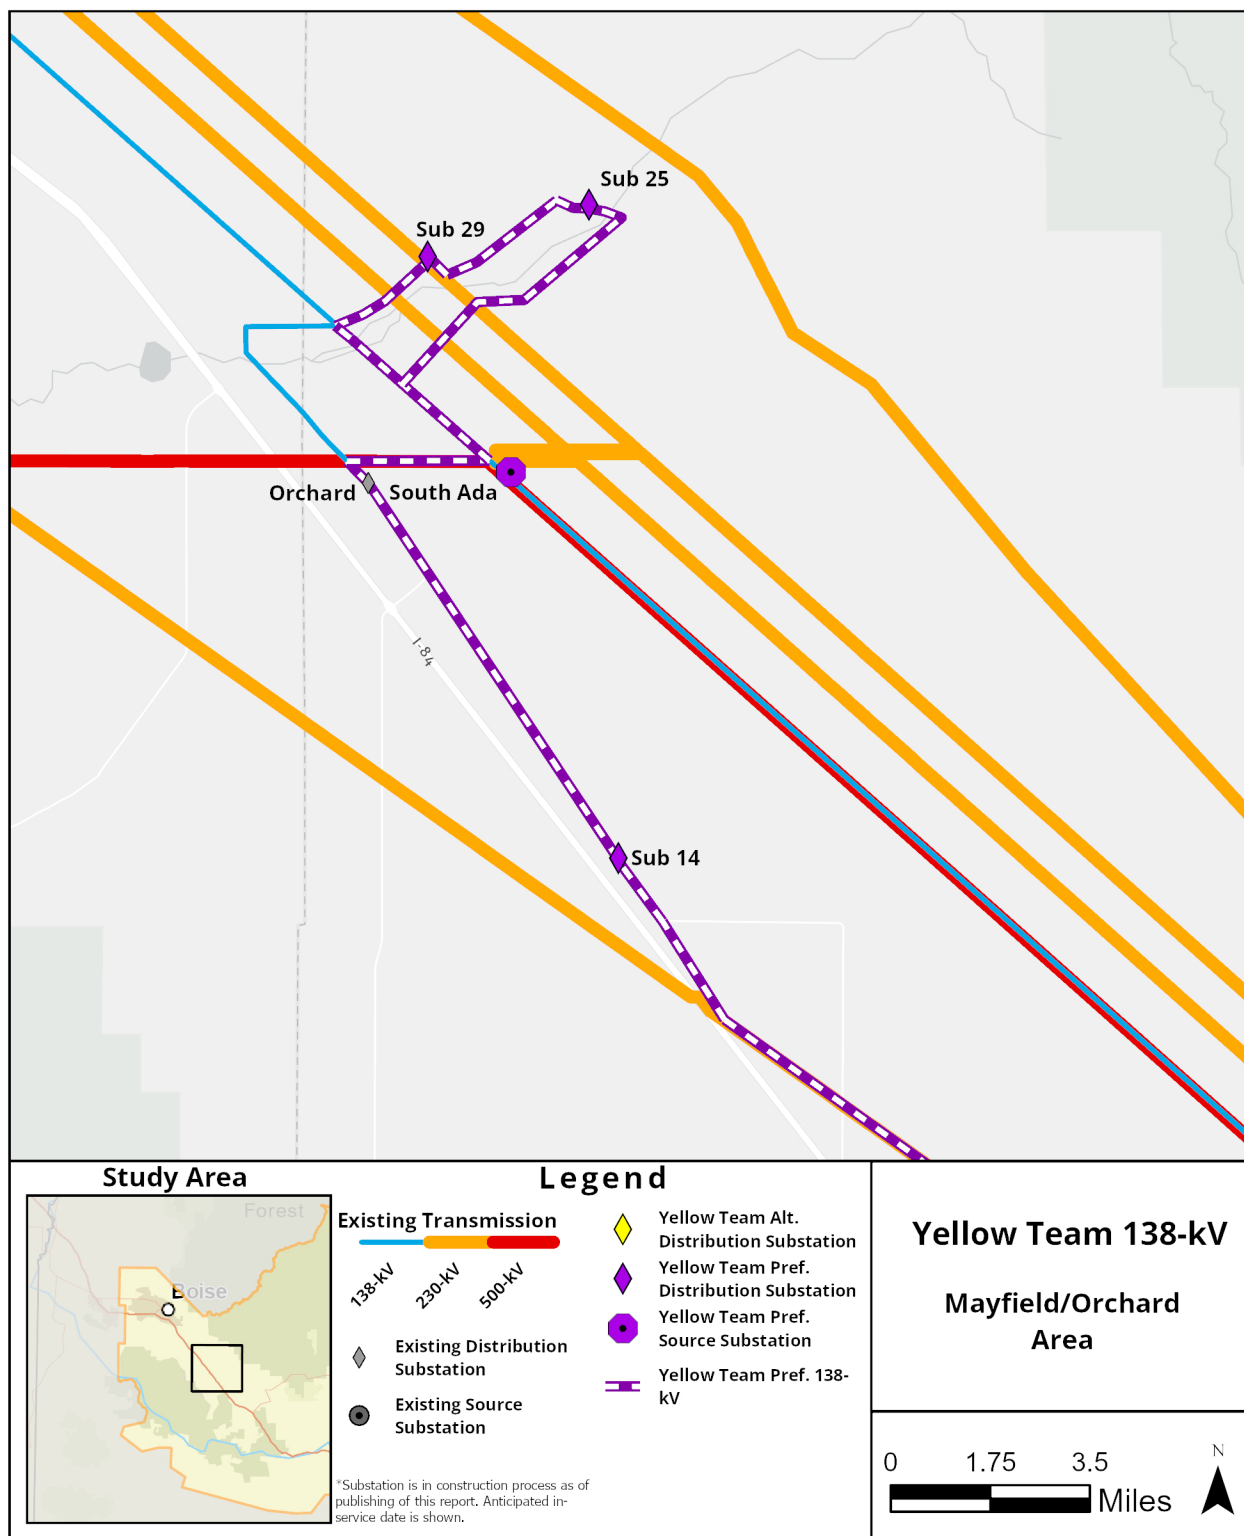 Sub 25
Sub 29
Orchard
South Ada
I-84
Sub 14
Study Area
Forest
Boise
Legend
Existing Transmission
138-kV
230-kV
500-kV
Existing Distribution
Substation
Existing Source
Substation
*Substation is in construction process as of
publishing of this report. Anticipated in-
service date is shown.
Yellow Team Alt.
Distribution Substation
Yellow Team Pref.
Distribution Substation
Yellow Team Pref.
Source Substation
Yellow Team Pref. 138-
kV
Yellow Team 138-kV
Mayfield/Orchard
Area
0 1.75 3.5
Miles
N